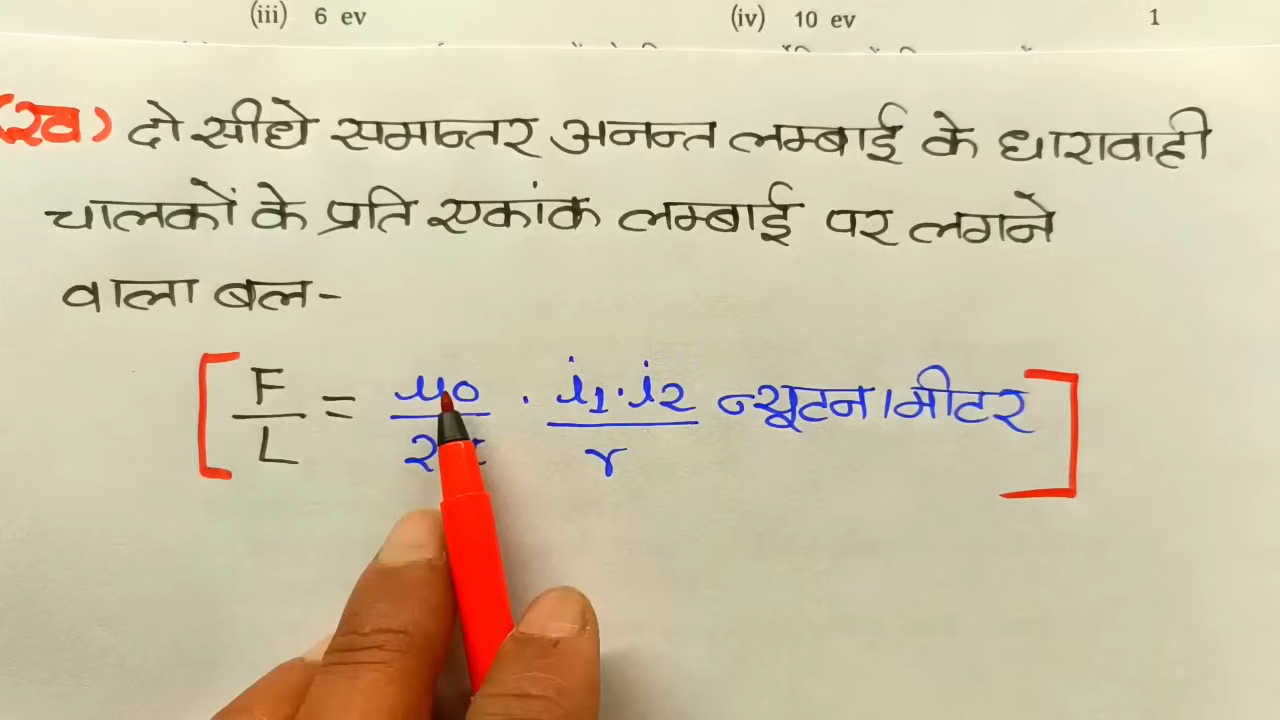 (iii) 6 ev (iv) 10 ev 1
(ख) दो सीधे समान्तर अनन्त लम्बाई के धारावाही
चालकों के प्रति एकांक लम्बाई पर लगने
वाला बल-
[F/L = μ0/2π · i1·i2/r न्यूटन/मीटर]